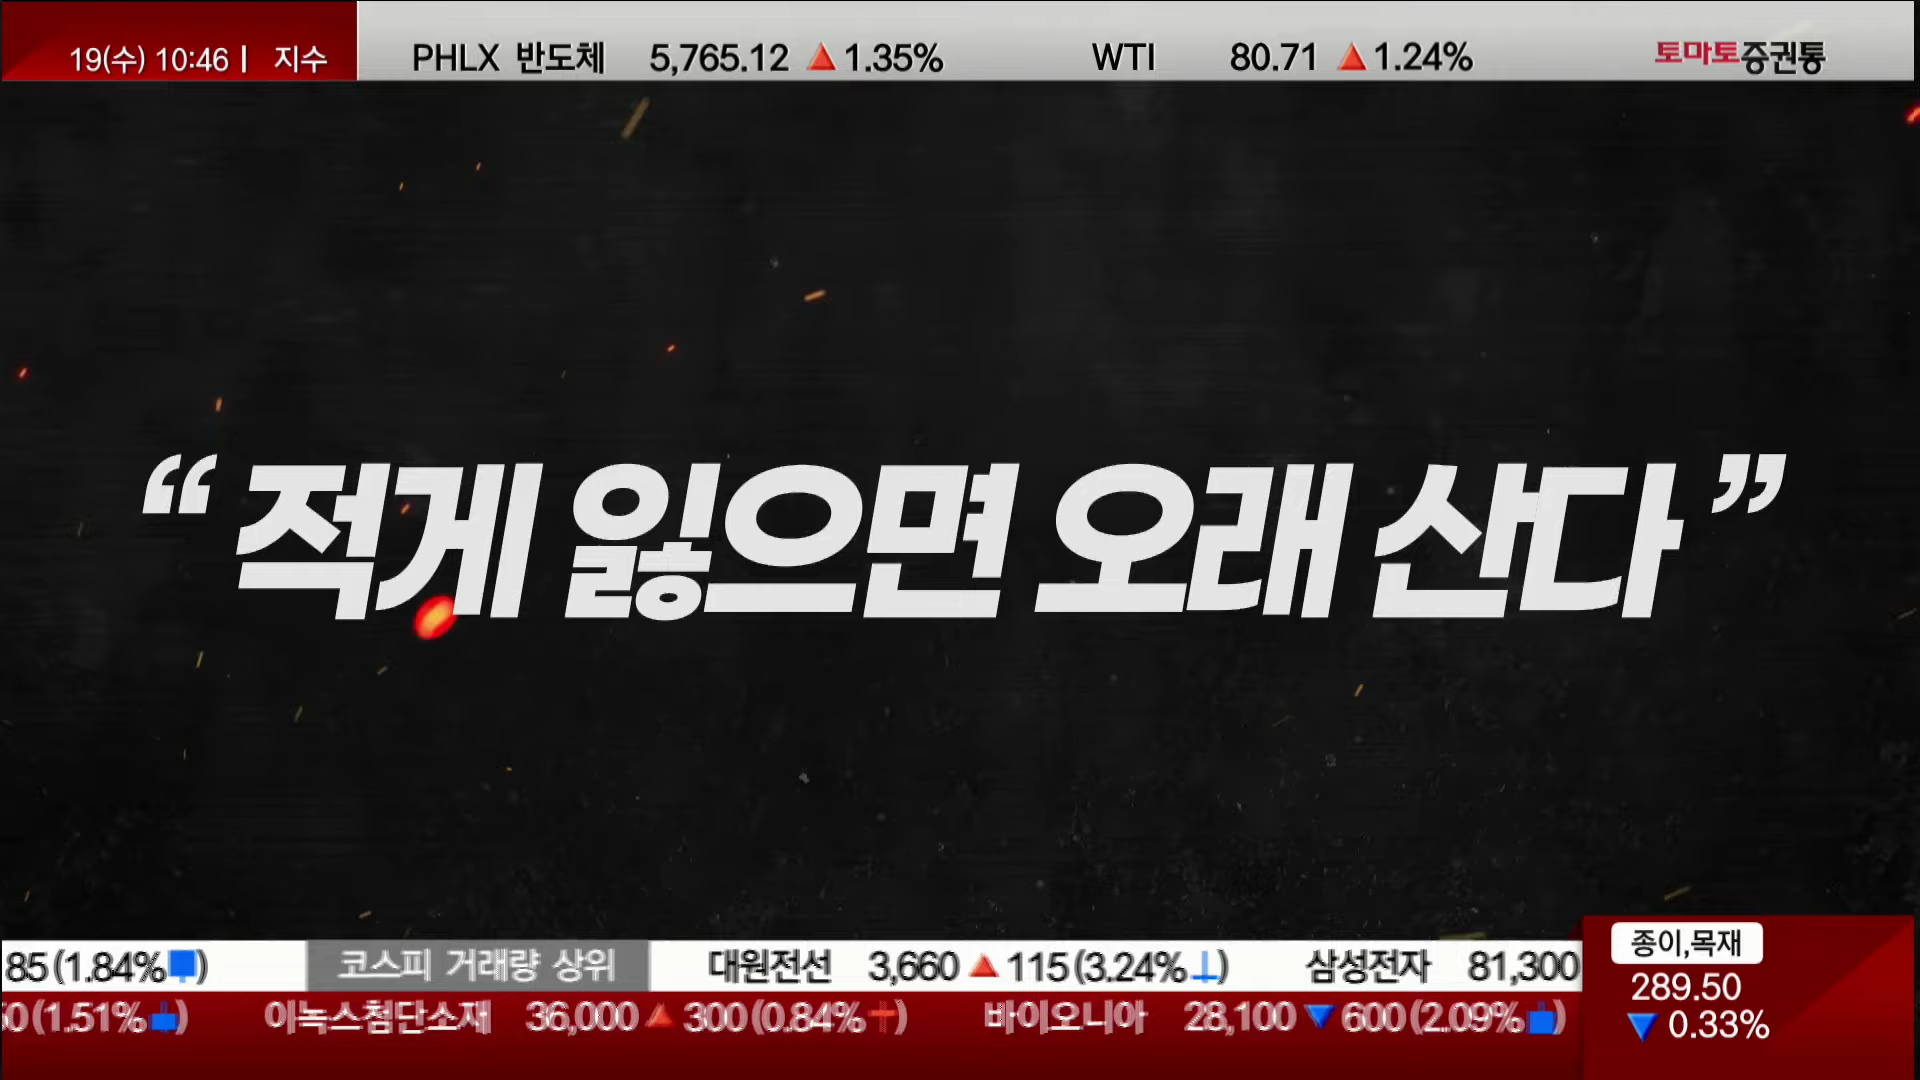 19(수) 10:46 | 지수 PHLX 반도체 5,765.12 ▲ 1.35% WTI 80.71 ▲ 1.24% 토마토증권통
“적게 잃으면 오래 산다”
85(1.84%) 코스피 거래량 상위 대원전선 3,660 ▲ 115(3.24%) 삼성전자 81,300
0(1.51%) 이녹스첨단소재 36,000 ▲ 300(0.84%) 바이오니아 28,100 ▼ 600(2.09%)
종이,목재
289.50
▼ 0.33%